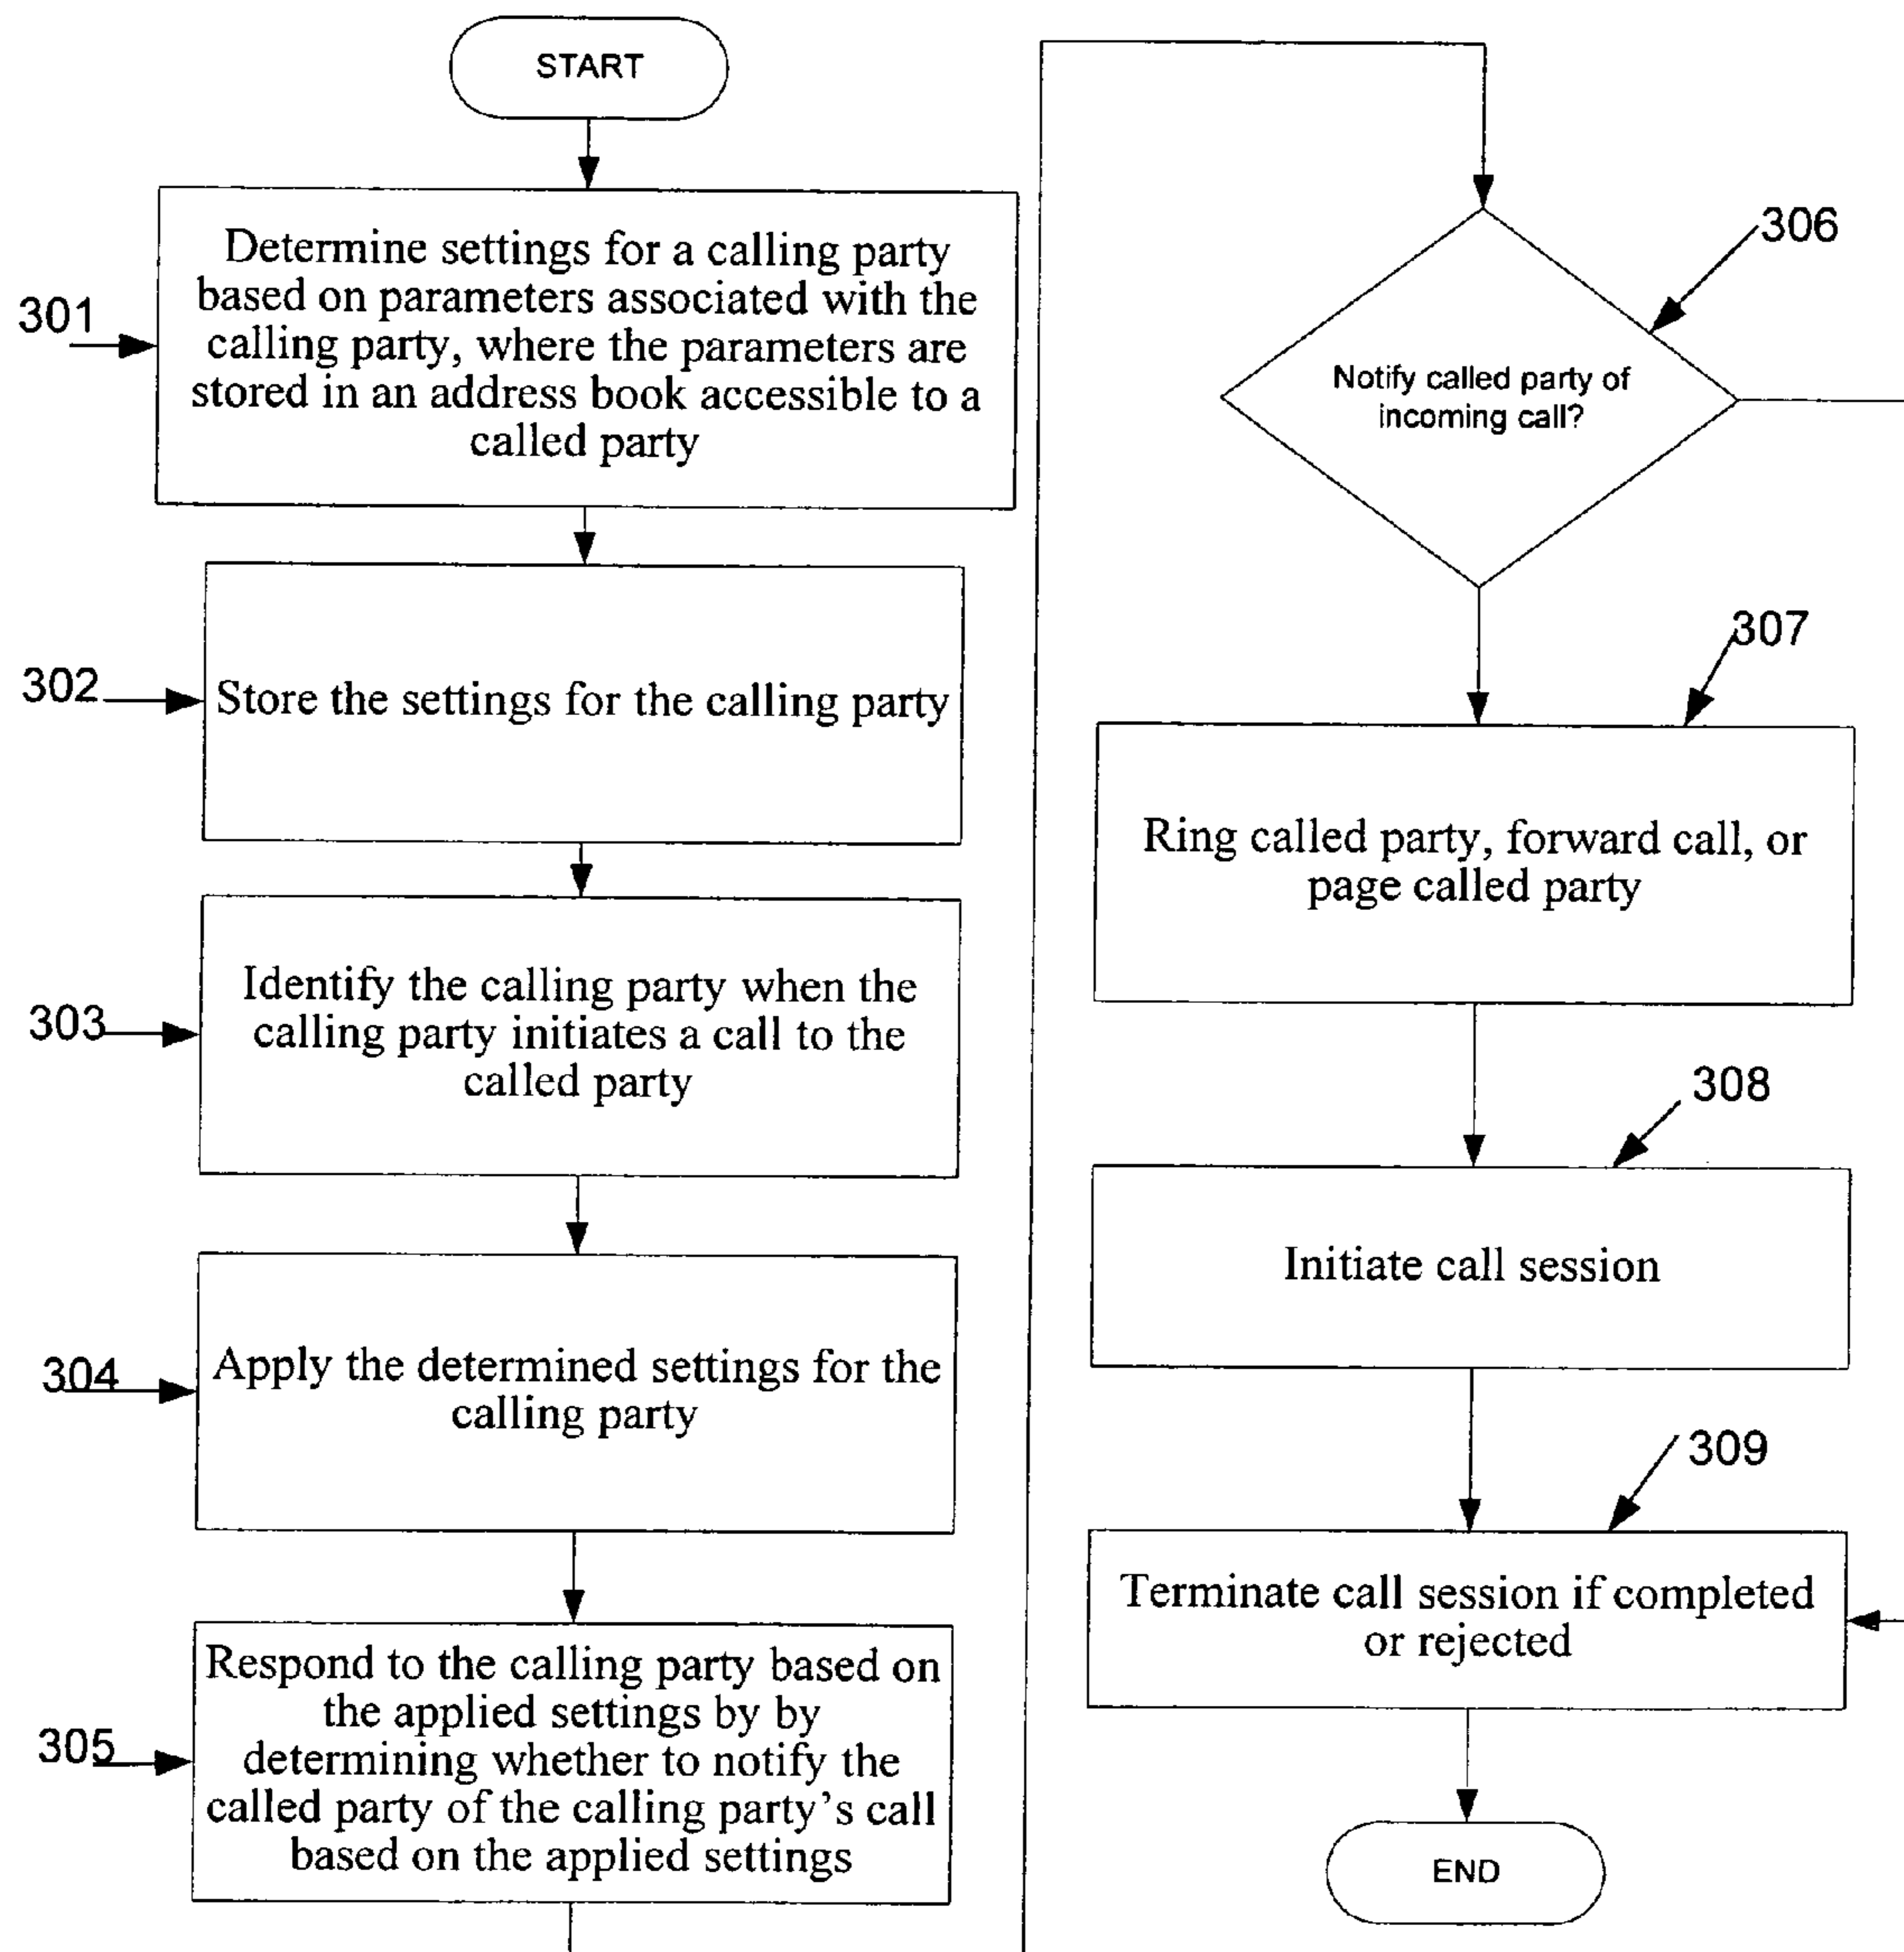 START
301
Determine settings for a calling party
based on parameters associated with the
calling party, where the parameters are
stored in an address book accessible to a
called party
302
Store the settings for the calling party
303
Identify the calling party when the
calling party initiates a call to the
called party
304
Apply the determined settings for the
calling party
305
Respond to the calling party based on
the applied settings by by
determining whether to notify the
called party of the calling party’s call
based on the applied settings
306
Notify called party of
incoming call?
307
Ring called party, forward call, or
page called party
308
Initiate call session
309
Terminate call session if completed
or rejected
END